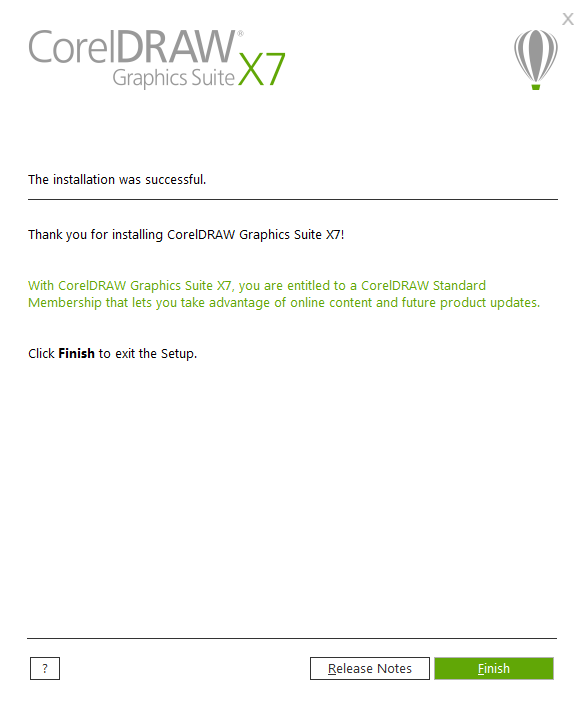 X
CorelDRAW®
Graphics Suite X7
The installation was successful.
Thank you for installing CorelDRAW Graphics Suite X7!
With CorelDRAW Graphics Suite X7, you are entitled to a CorelDRAW Standard
Membership that lets you take advantage of online content and future product updates.
Click Finish to exit the Setup.
? Release Notes Finish